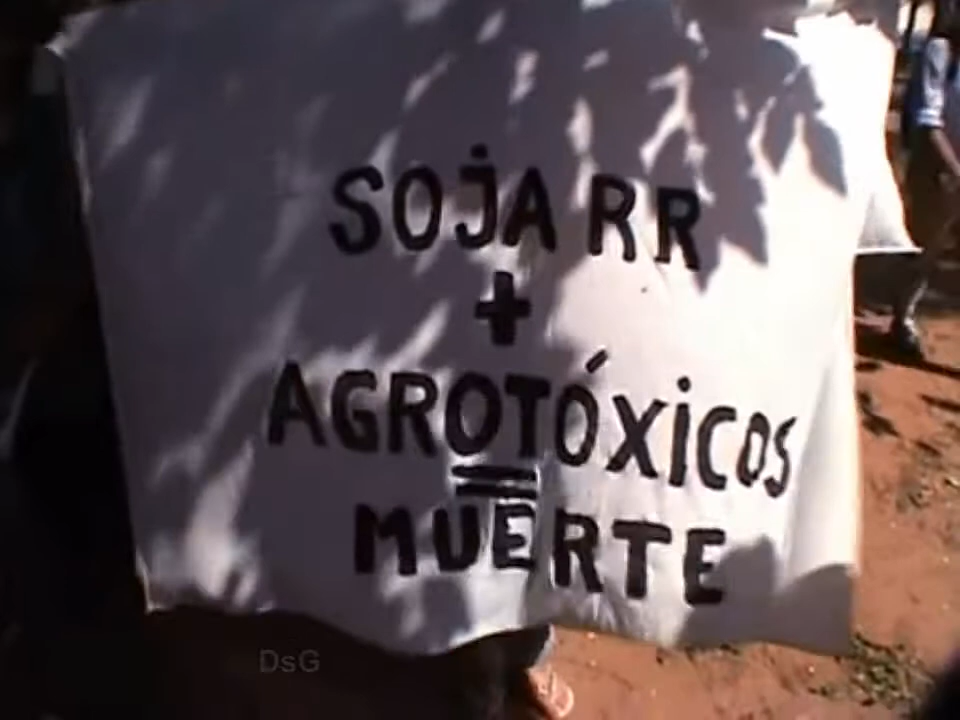 SOJA RR
+
AGROTÓXICOS
=
MUERTE
DsG